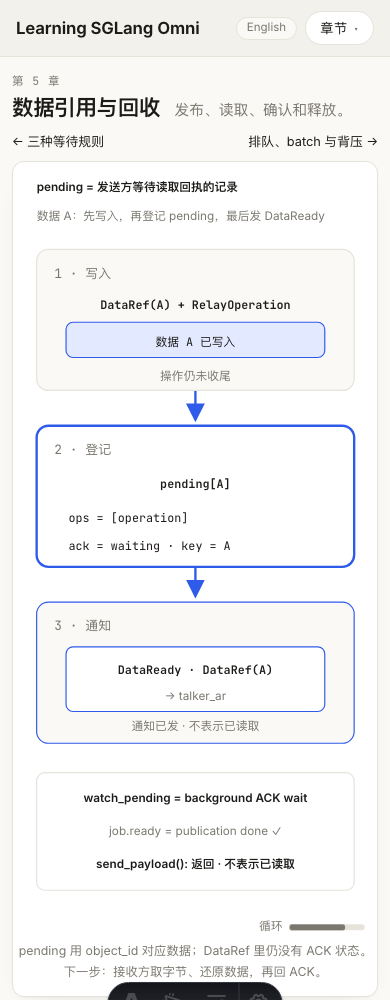 Learning SGLang Omni
English
章节
第 5 章
数据引用与回收 发布、读取、确认和释放。
← 三种等待规则
排队、batch 与背压 →
pending = 发送方等待读取回执的记录
数据 A：先写入，再登记 pending，最后发 DataReady
1 · 写入
DataRef(A) + RelayOperation
数据 A 已写入
操作仍未收尾
2 · 登记
pending[A]
ops = [operation]
ack = waiting · key = A
3 · 通知
DataReady · DataRef(A)
→ talker_ar
通知已发 · 不表示已读取
watch_pending = background ACK wait
job.ready = publication done ✓
send_payload(): 返回 · 不表示已读取
循环
pending 用 object_id 对应数据；DataRef 里仍没有 ACK 状态。
下一步：接收方取字节、还原数据，再回 ACK。